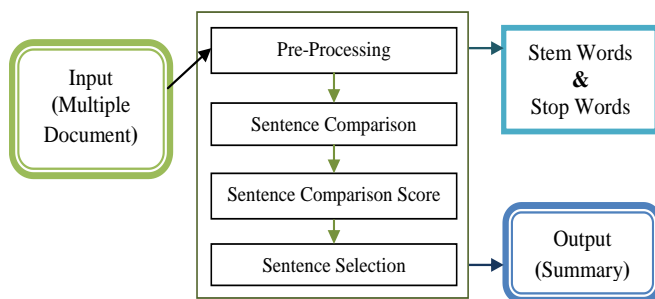 Input
(Multiple
Document)
Pre-Processing
Sentence Comparison
Sentence Comparison Score
Sentence Selection
Stem Words
&
Stop Words
Output
(Summary)